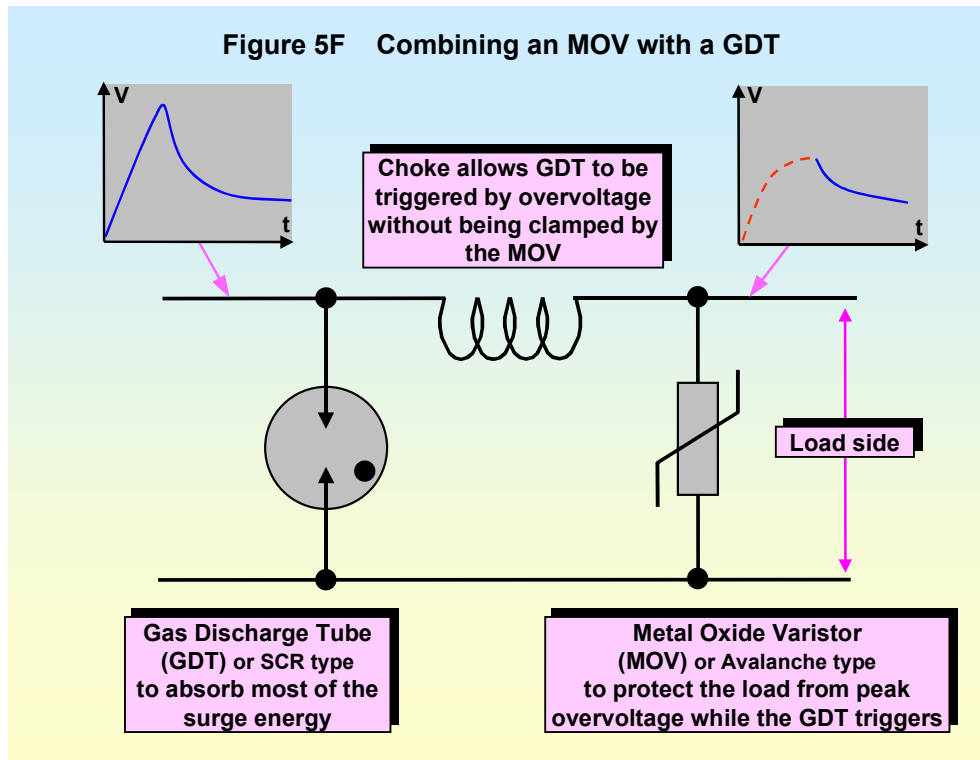 Figure 5F Combining an MOV with a GDT
V
t
Choke allows GDT to be
triggered by overvoltage
without being clamped by
the MOV
V
t
Load side
Gas Discharge Tube
(GDT) or SCR type
to absorb most of the
surge energy
Metal Oxide Varistor
(MOV) or Avalanche type
to protect the load from peak
overvoltage while the GDT triggers